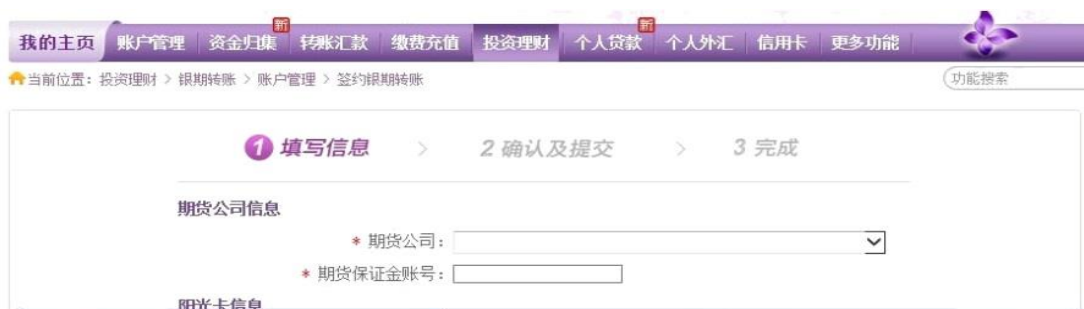 新 新
我的主页 账户管理 资金归集 转账汇款 缴费充值 投资理财 个人贷款 个人外汇 信用卡 更多功能
当前位置：投资理财 > 银期转账 > 账户管理 > 签约银期转账 功能搜索
1 填写信息 > 2 确认及提交 > 3 完成
期货公司信息
* 期货公司：
* 期货保证金账号：
阳光卡信息